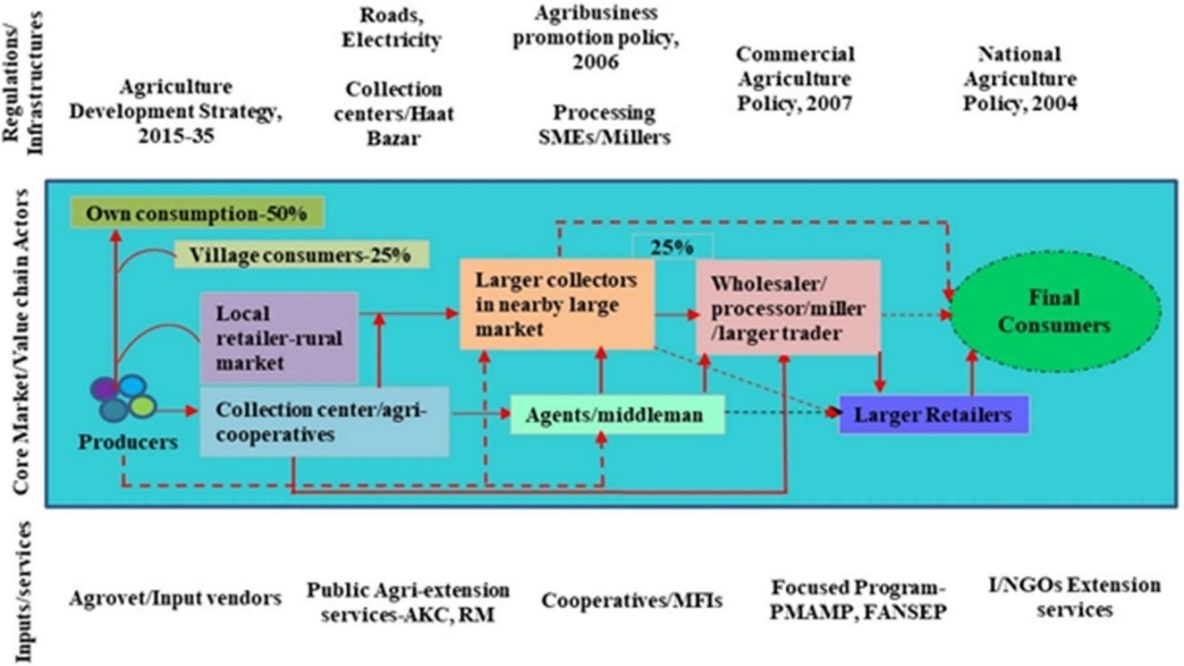 Regulations/
Infrastructures
Agriculture
Development Strategy,
2015-35
Roads,
Electricity
Collection
centers/Haat
Bazar
Agribusiness
promotion policy,
2006
Processing
SMEs/Millers
Commercial
Agriculture
Policy, 2007
National
Agriculture
Policy, 2004
Core Market/Value chain Actors
Own consumption-50%
Village consumers-25%
Local
retailer-rural
market
Producers
Collection center/agri-
cooperatives
Larger collectors
in nearby large
market
25%
Wholesaler/
processor/miller
/larger trader
Agents/middleman
Larger Retailers
Final
Consumers
Inputs/services
Agrovet/Input vendors
Public Agri-extension
services-AKC, RM
Cooperatives/MFIs
Focused Program-
PMAMP, FANSEP
I/NGOs Extension
services